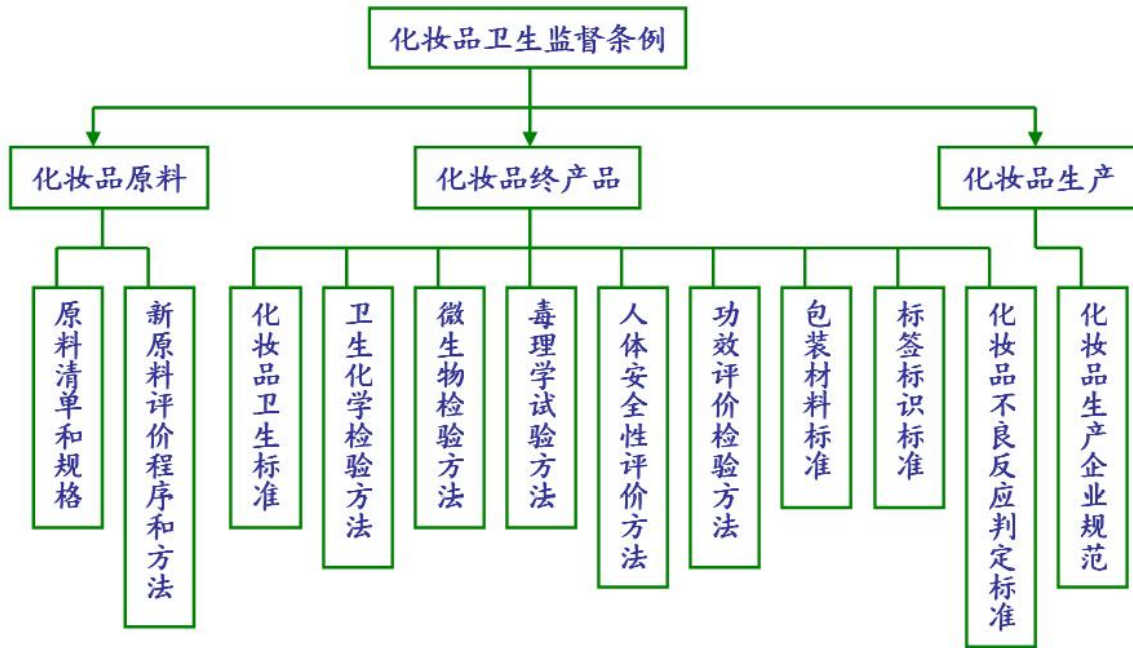 化妆品卫生监督条例
化妆品原料
化妆品终产品
化妆品生产
原料清单和规格
新原料评价程序和方法
化妆品卫生标准
卫生化学检验方法
微生物检验方法
毒理学试验方法
人体安全性评价方法
功效评价检验方法
包装材料标准
标签标识标准
化妆品不良反应判定标准
化妆品生产企业规范